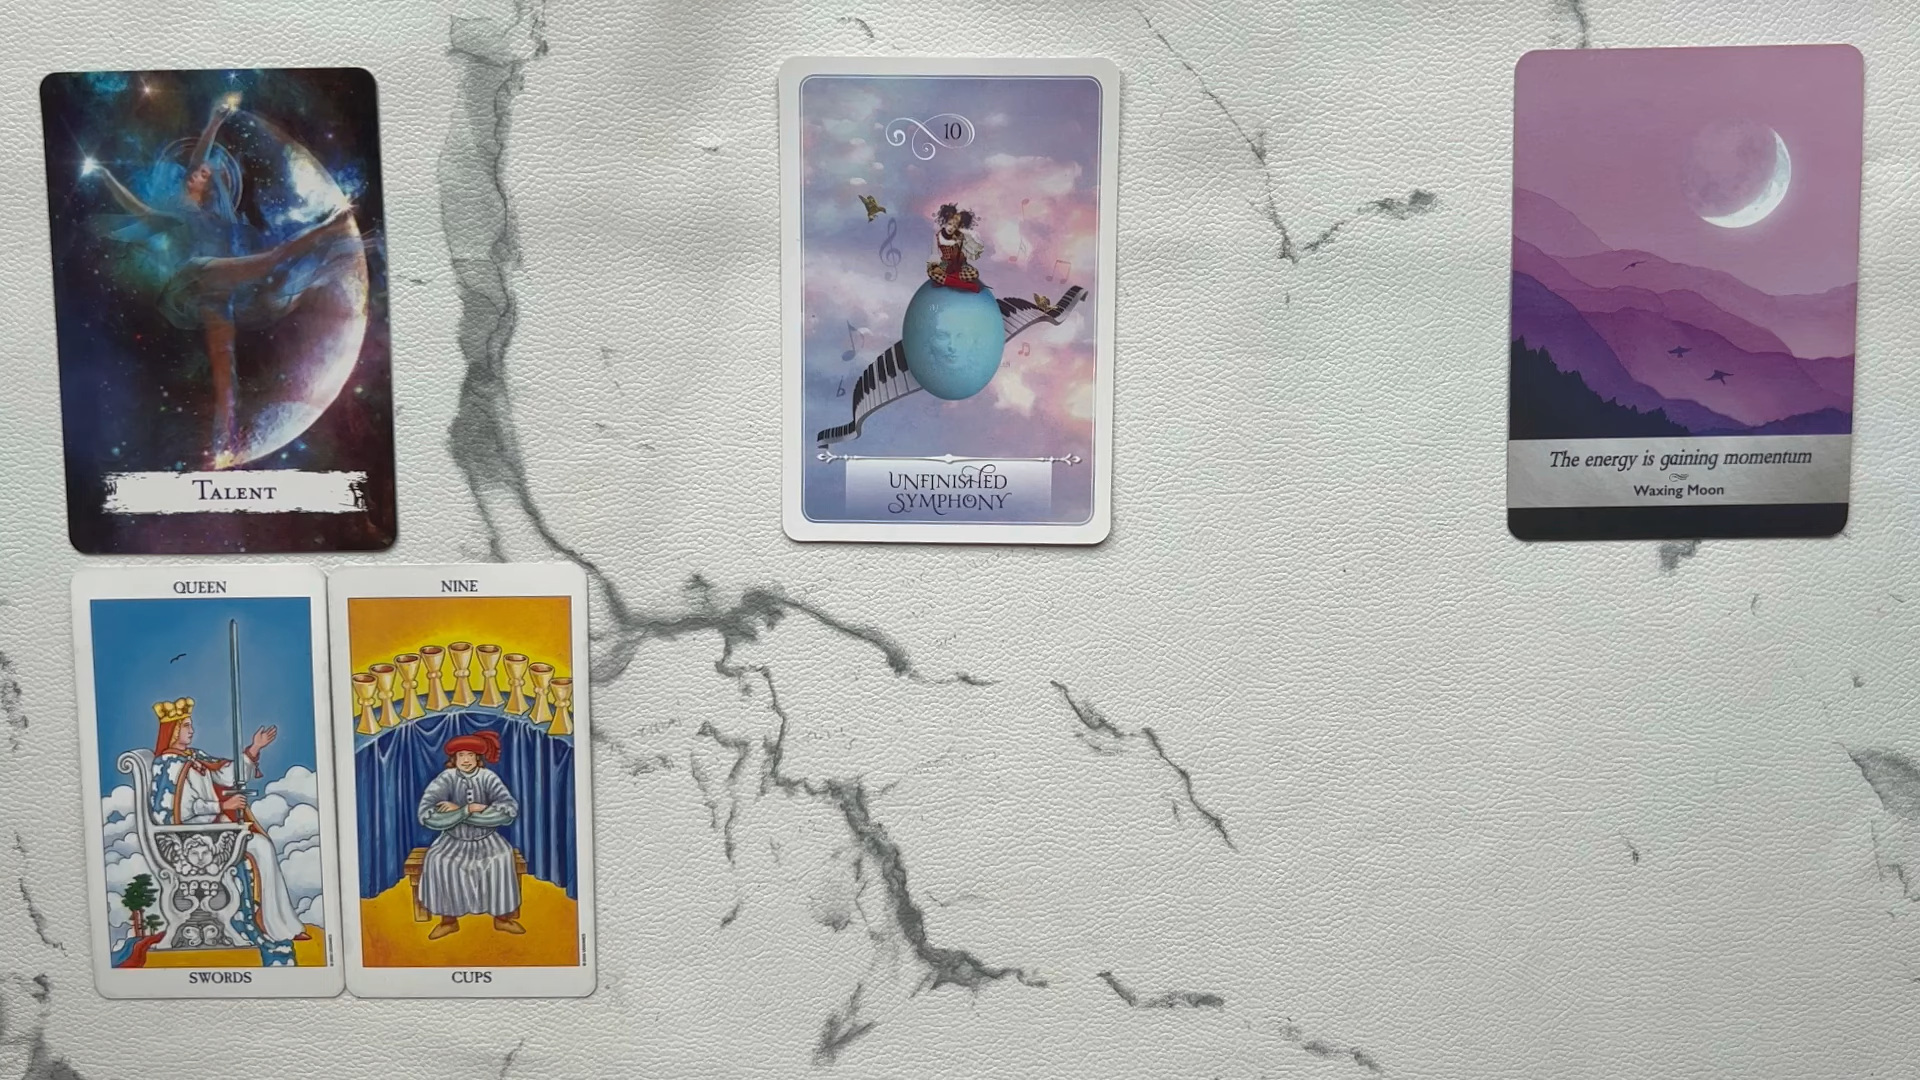 TALENT
10
UNFINISHED
SYMPHONY
The energy is gaining momentum
Waxing Moon
QUEEN
SWORDS
NINE
CUPS